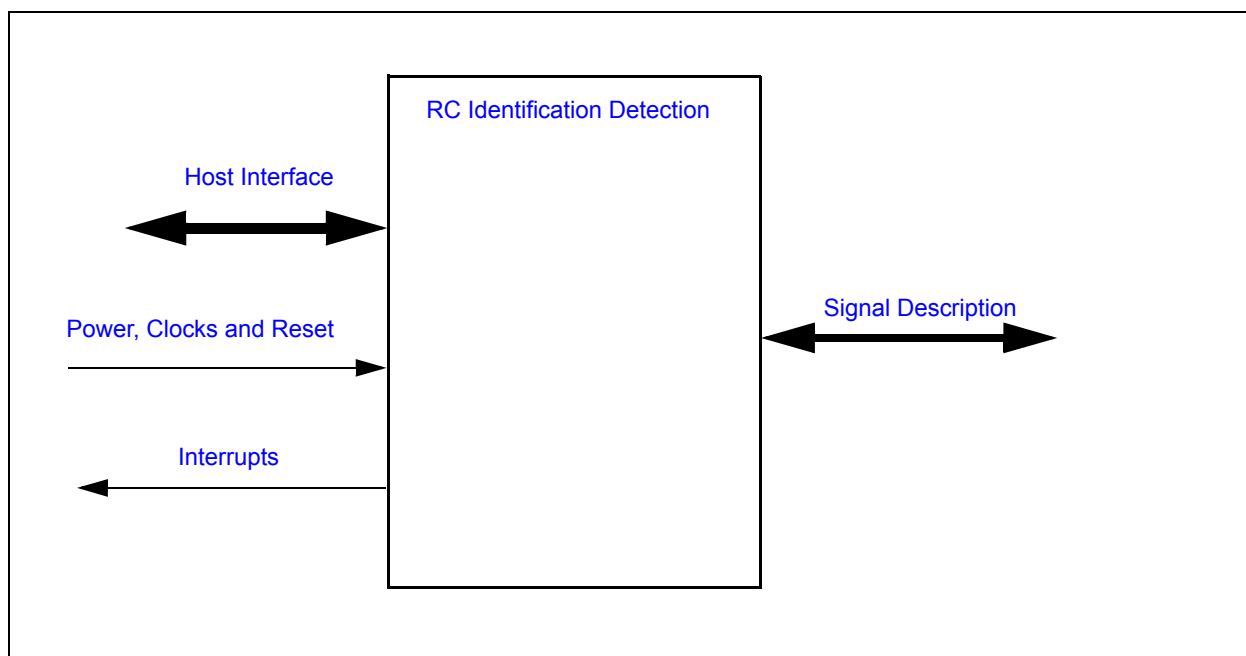 RC Identification Detection
Host Interface
Signal Description
Power, Clocks and Reset
Interrupts